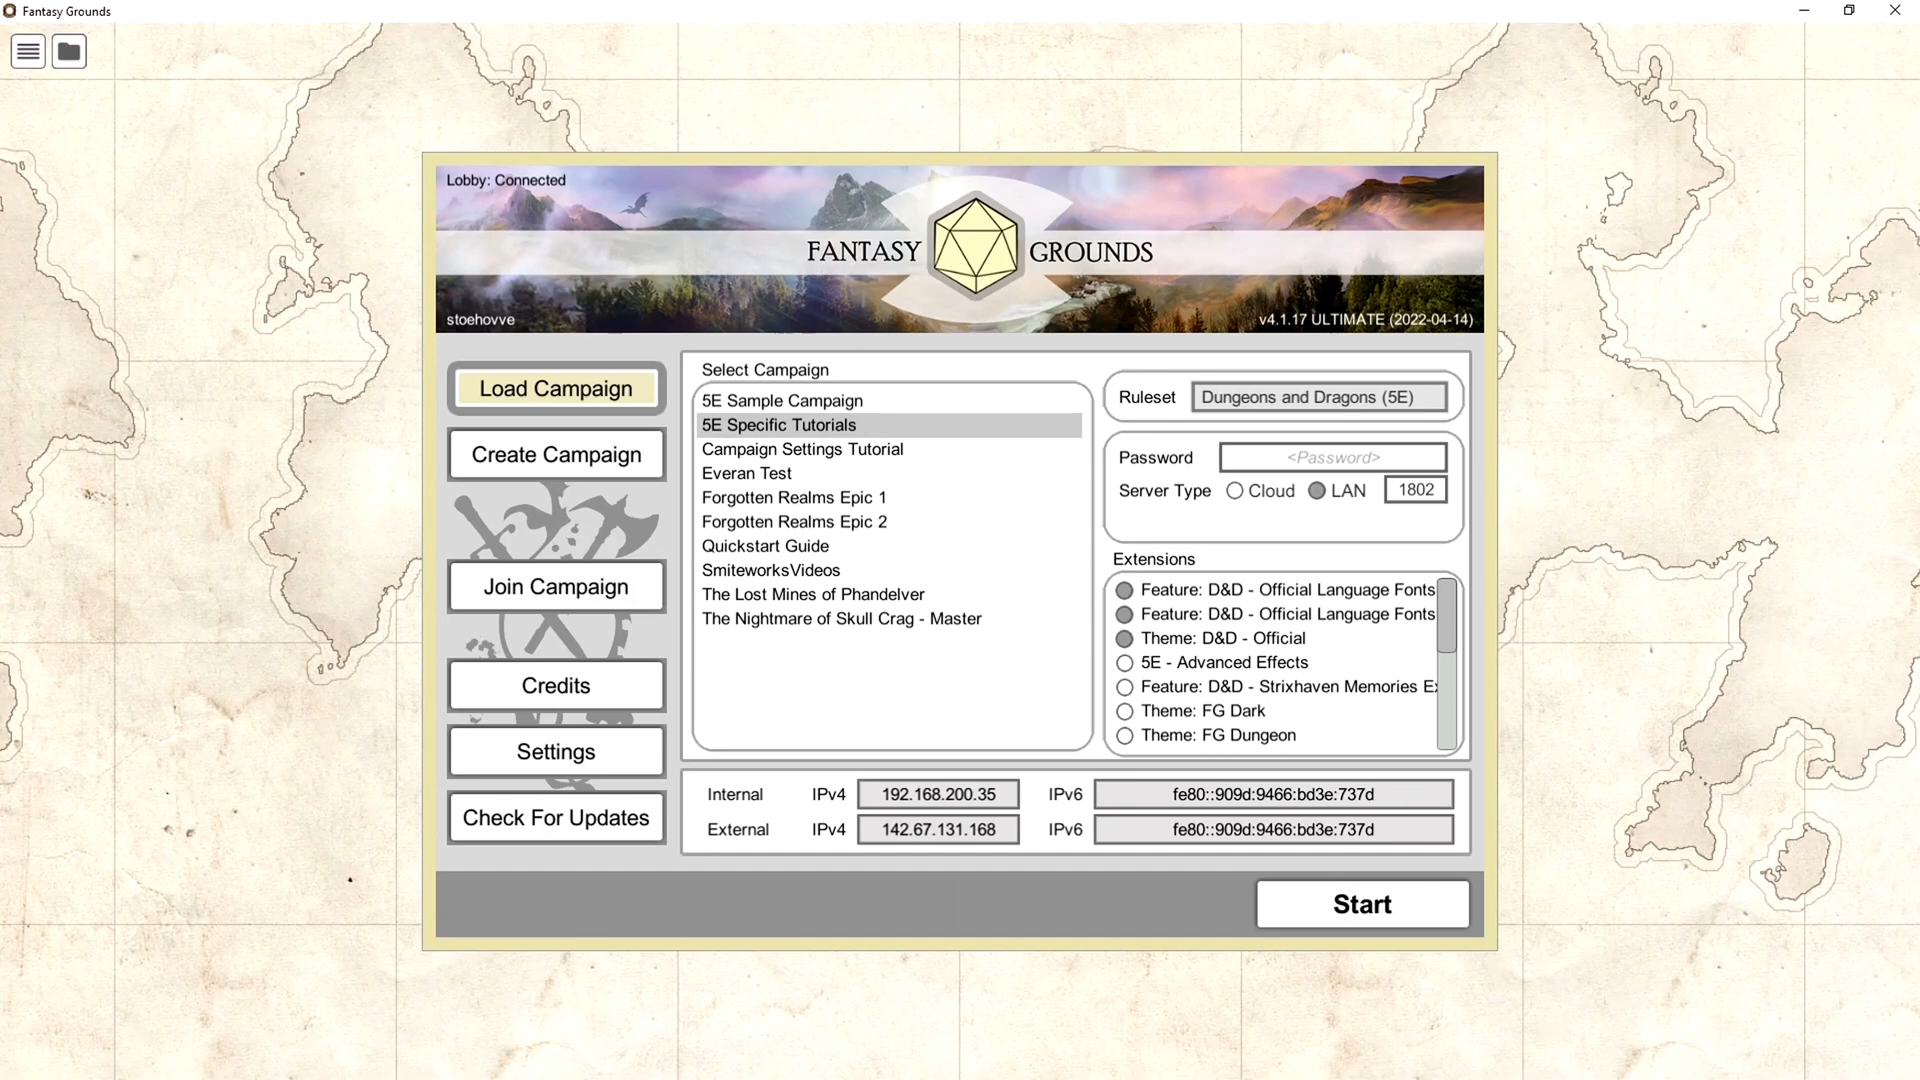 Fantasy Grounds
Lobby: Connected
FANTASY GROUNDS
stoehovve
v4.1.17 ULTIMATE (2022-04-14)
Load Campaign
Create Campaign
Join Campaign
Credits
Settings
Check For Updates
Select Campaign
5E Sample Campaign
5E Specific Tutorials
Campaign Settings Tutorial
Everan Test
Forgotten Realms Epic 1
Forgotten Realms Epic 2
Quickstart Guide
SmiteworksVideos
The Lost Mines of Phandelver
The Nightmare of Skull Crag - Master
Ruleset Dungeons and Dragons (5E)
Password <Password>
Server Type Cloud LAN 1802
Extensions
Feature: D&D - Official Language Fonts
Feature: D&D - Official Language Fonts
Theme: D&D - Official
5E - Advanced Effects
Feature: D&D - Strixhaven Memories E
Theme: FG Dark
Theme: FG Dungeon
Internal IPv4 192.168.200.35 IPv6 fe80::909d:9466:bd3e:737d
External IPv4 142.67.131.168 IPv6 fe80::909d:9466:bd3e:737d
Start